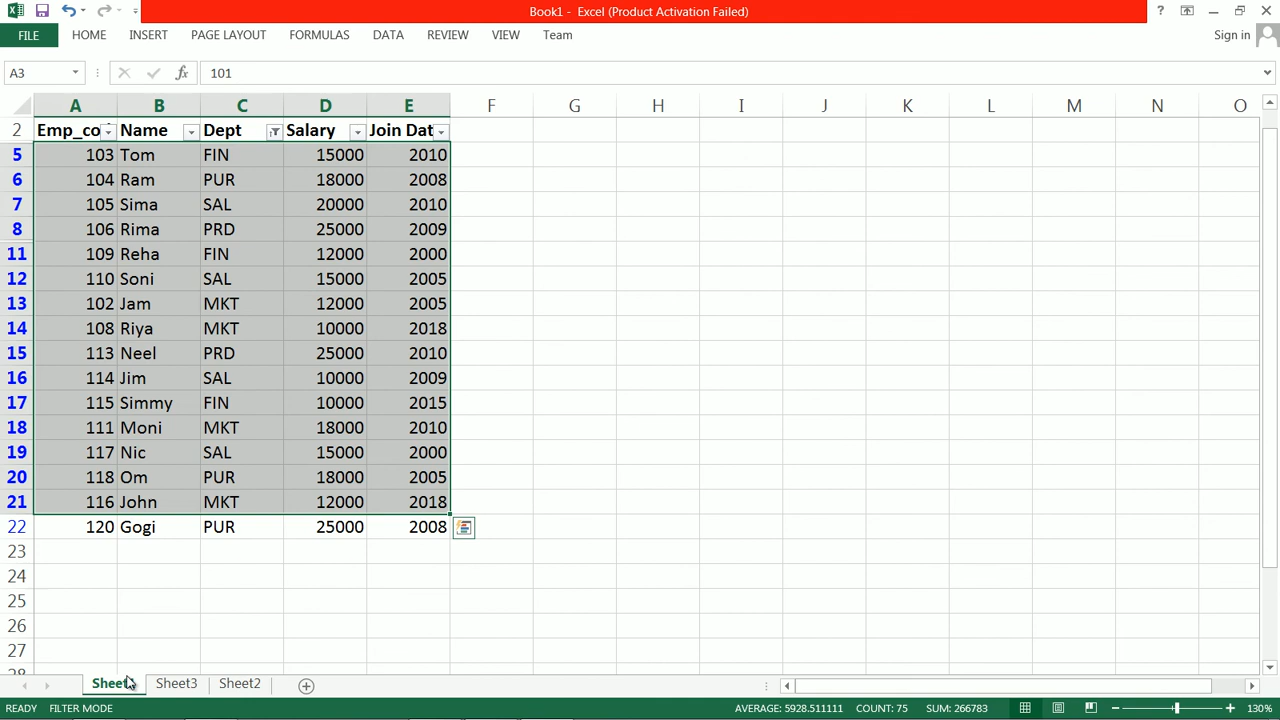 Book1 - Excel (Product Activation Failed)
FILE HOME INSERT PAGE LAYOUT FORMULAS DATA REVIEW VIEW Team Sign in
A3 101
A B C D E F G H I J K L M N O
2 Emp_co Name Dept Salary Join Dat
5 103 Tom FIN 15000 2010
6 104 Ram PUR 18000 2008
7 105 Sima SAL 20000 2010
8 106 Rima PRD 25000 2009
11 109 Reha FIN 12000 2000
12 110 Soni SAL 15000 2005
13 102 Jam MKT 12000 2005
14 108 Riya MKT 10000 2018
15 113 Neel PRD 25000 2010
16 114 Jim SAL 10000 2009
17 115 Simmy FIN 10000 2015
18 111 Moni MKT 18000 2010
19 117 Nic SAL 15000 2000
20 118 Om PUR 18000 2005
21 116 John MKT 12000 2018
22 120 Gogi PUR 25000 2008
23
24
25
26
27
28
Sheet Sheet3 Sheet2
READY FILTER MODE AVERAGE: 5928.511111 COUNT: 75 SUM: 266783 130%